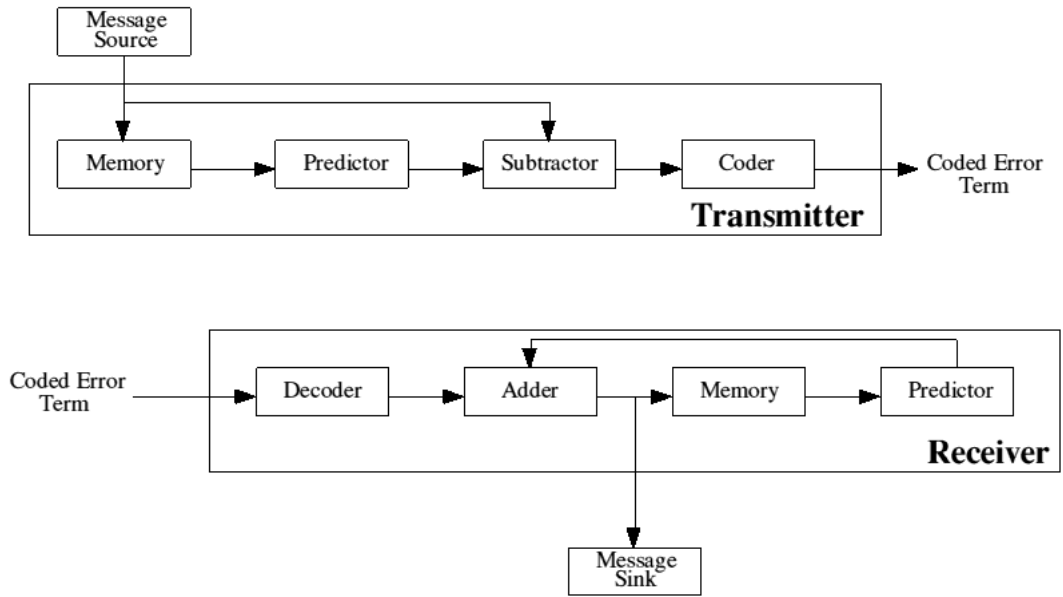 Message
Source
Memory
Predictor
Subtractor
Coder
Coded Error
Term
Transmitter
Coded Error
Term
Decoder
Adder
Memory
Predictor
Receiver
Message
Sink